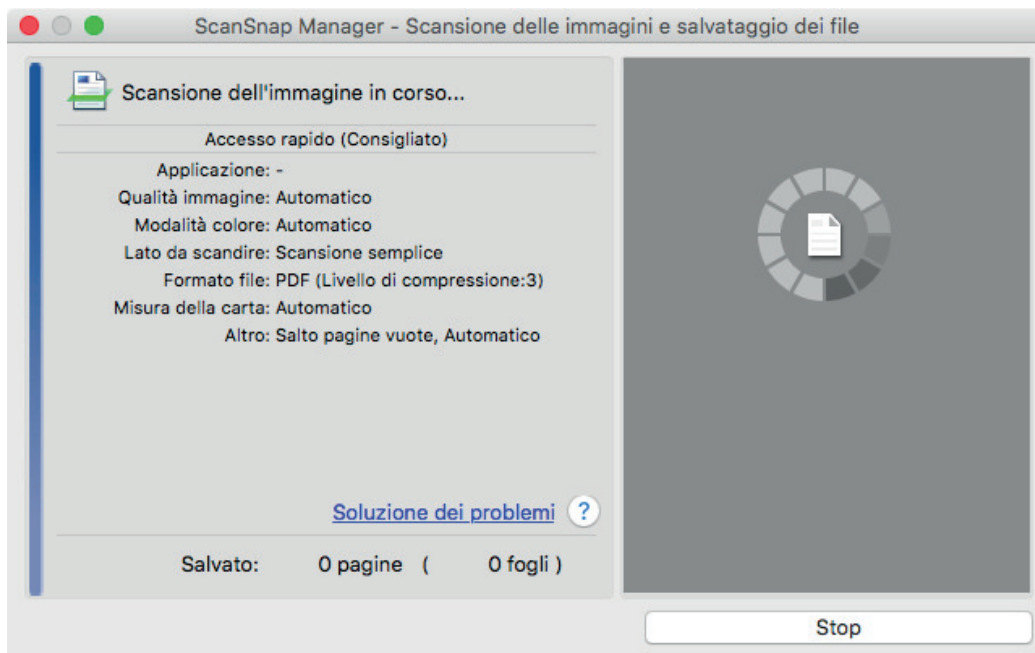 ScanSnap Manager - Scansione delle immagini e salvataggio dei file
Scansione dell'immagine in corso...
Accesso rapido (Consigliato)
Applicazione: -
Qualità immagine: Automatico
Modalità colore: Automatico
Lato da scandire: Scansione semplice
Formato file: PDF (Livello di compressione:3)
Misura della carta: Automatico
Altro: Salto pagine vuote, Automatico
Soluzione dei problemi ?
Salvato: 0 pagine ( 0 fogli )
Stop